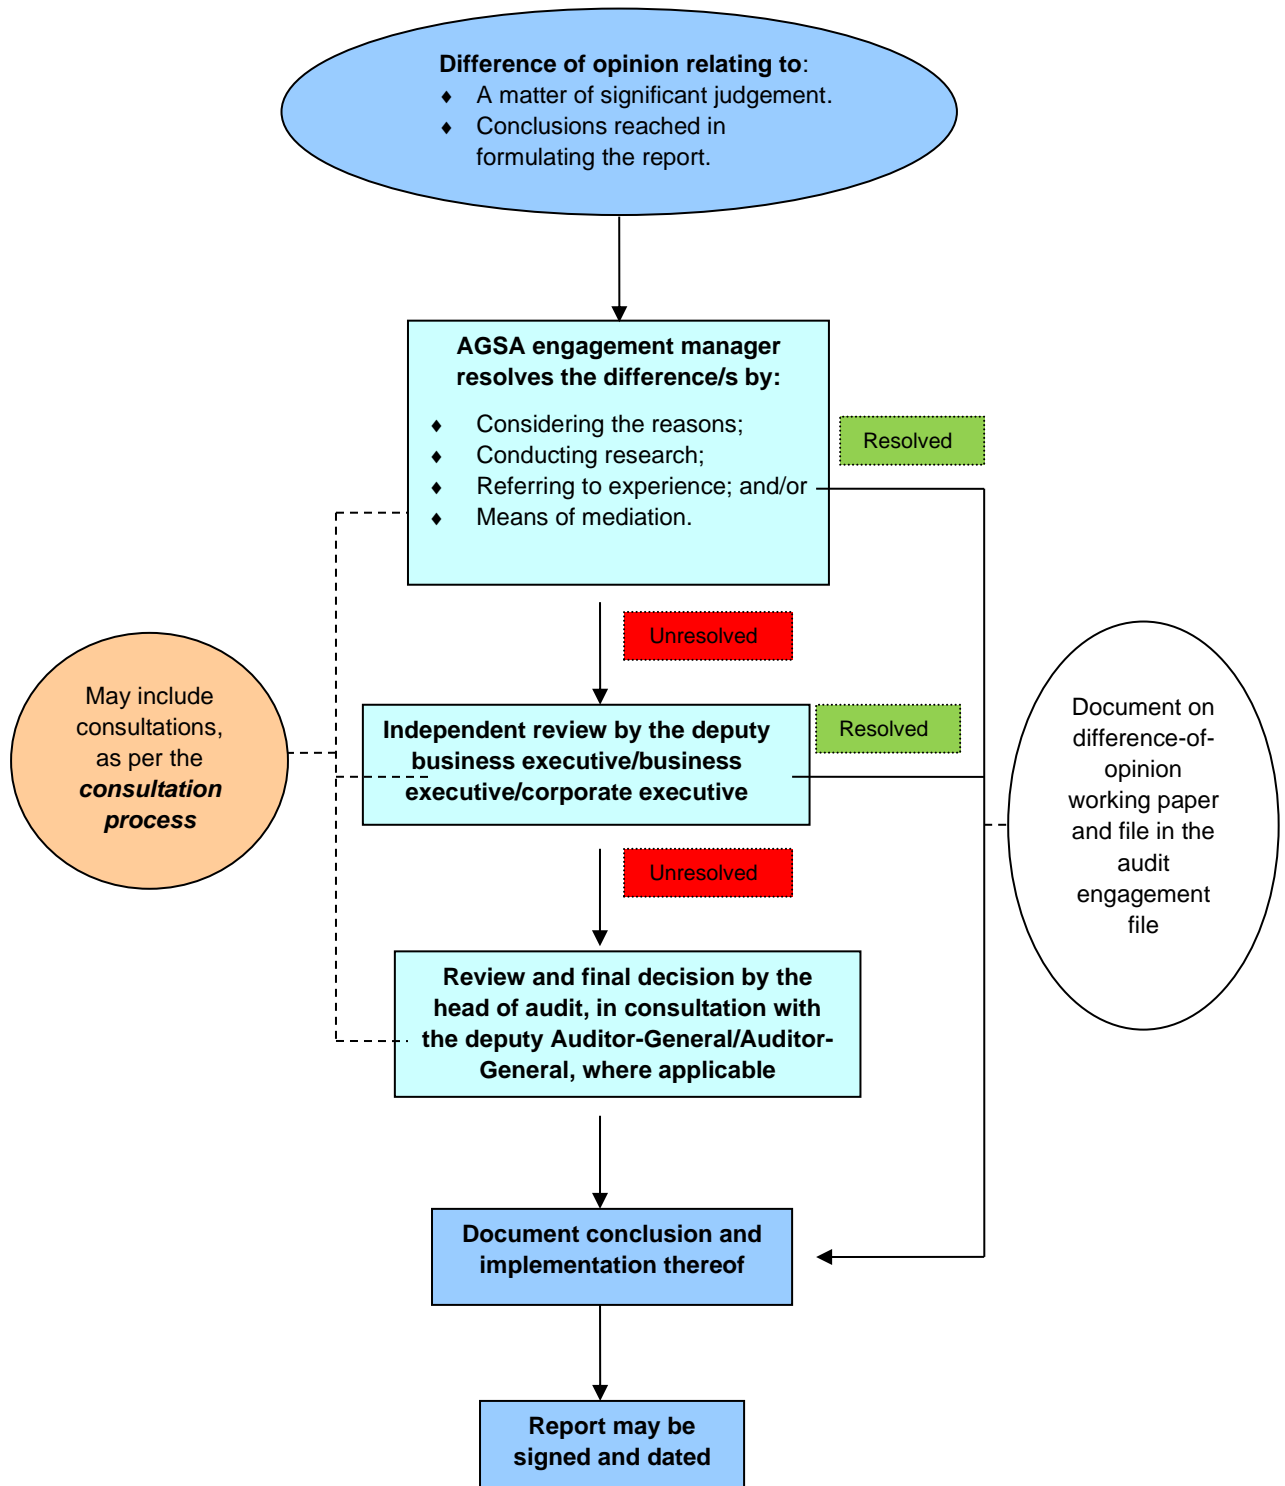 Difference of opinion relating to:
♦ A matter of significant judgement.
♦ Conclusions reached in
formulating the report.
AGSA engagement manager
resolves the difference/s by:
♦ Considering the reasons;
♦ Conducting research;
♦ Referring to experience; and/or
♦ Means of mediation.
Resolved
Unresolved
May include
consultations,
as per the
consultation
process
Independent review by the deputy
business executive/business
executive/corporate executive
Resolved
Document on
difference-of-
opinion
working paper
and file in the
audit
engagement
file
Unresolved
Review and final decision by the
head of audit, in consultation with
the deputy Auditor-General/Auditor-
General, where applicable
Document conclusion and
implementation thereof
Report may be
signed and dated